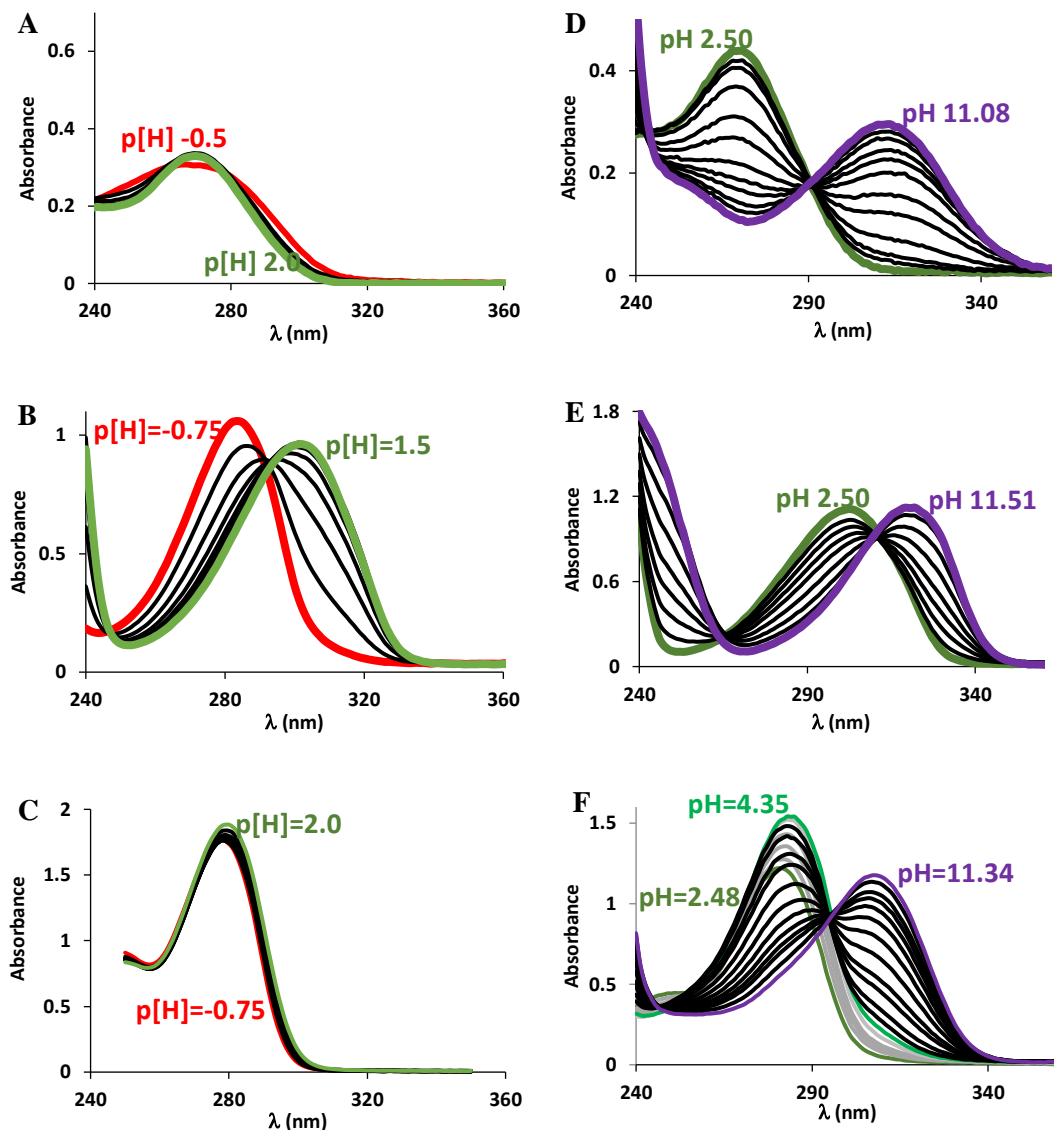 A
0.6
0.4
0.2
0
Absorbance
p[H] -0.5
p[H] 2.0
240 280 320 360
λ (nm)
D
0.4
0.2
0
Absorbance
pH 2.50
pH 11.08
240 290 340
λ (nm)
B
1
0.5
0
Absorbance
p[H]=-0.75
p[H]=1.5
240 280 320 360
λ (nm)
E
1.8
1.2
0.6
0
Absorbance
pH 2.50
pH 11.51
240 290 340
λ (nm)
C
2
1.5
1
0.5
0
Absorbance
p[H]=2.0
p[H]=-0.75
240 280 320 360
λ (nm)
F
1.5
1
0.5
0
Absorbance
pH=4.35
pH=2.48
pH=11.34
240 290 340
λ (nm)